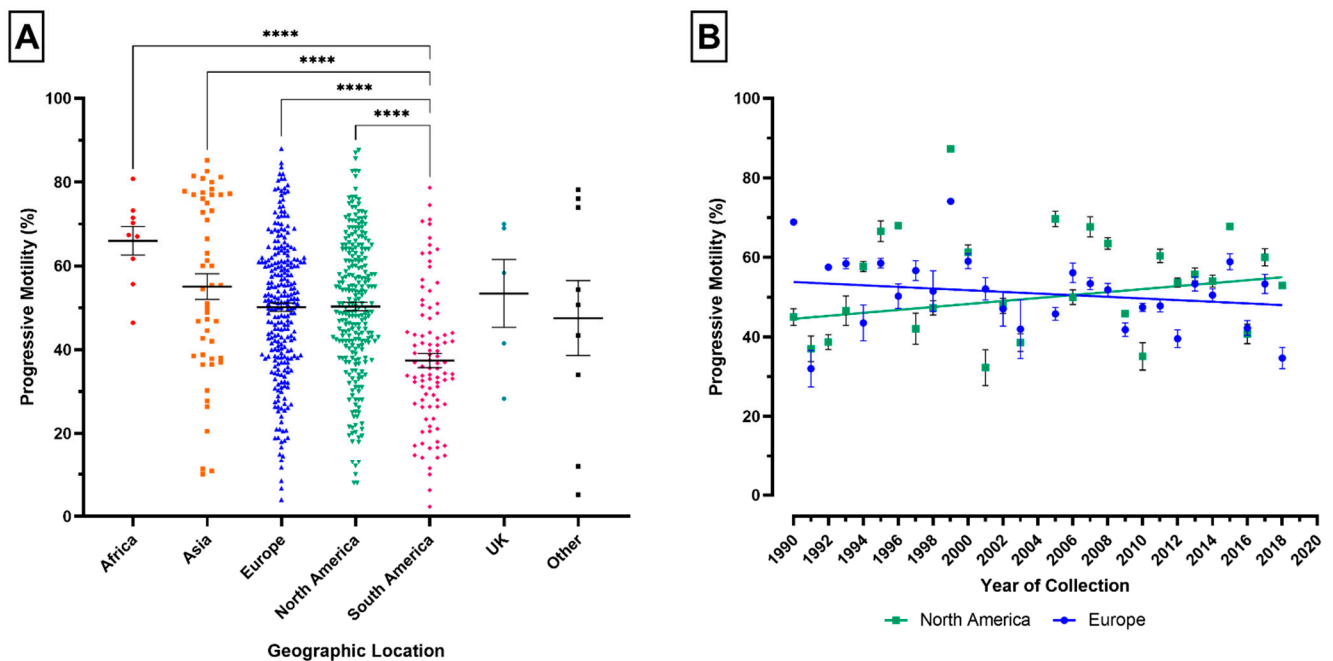 A
****
****
****
****
Progressive Motility (%)
100
80
60
40
20
0
Africa
Asia
Europe
North America
South America
UK
Other
Geographic Location
B
Progressive Motility (%)
100
80
60
40
20
0
1990
1992
1994
1996
1998
2000
2002
2004
2006
2008
2010
2012
2014
2016
2018
2020
Year of Collection
North America Europe